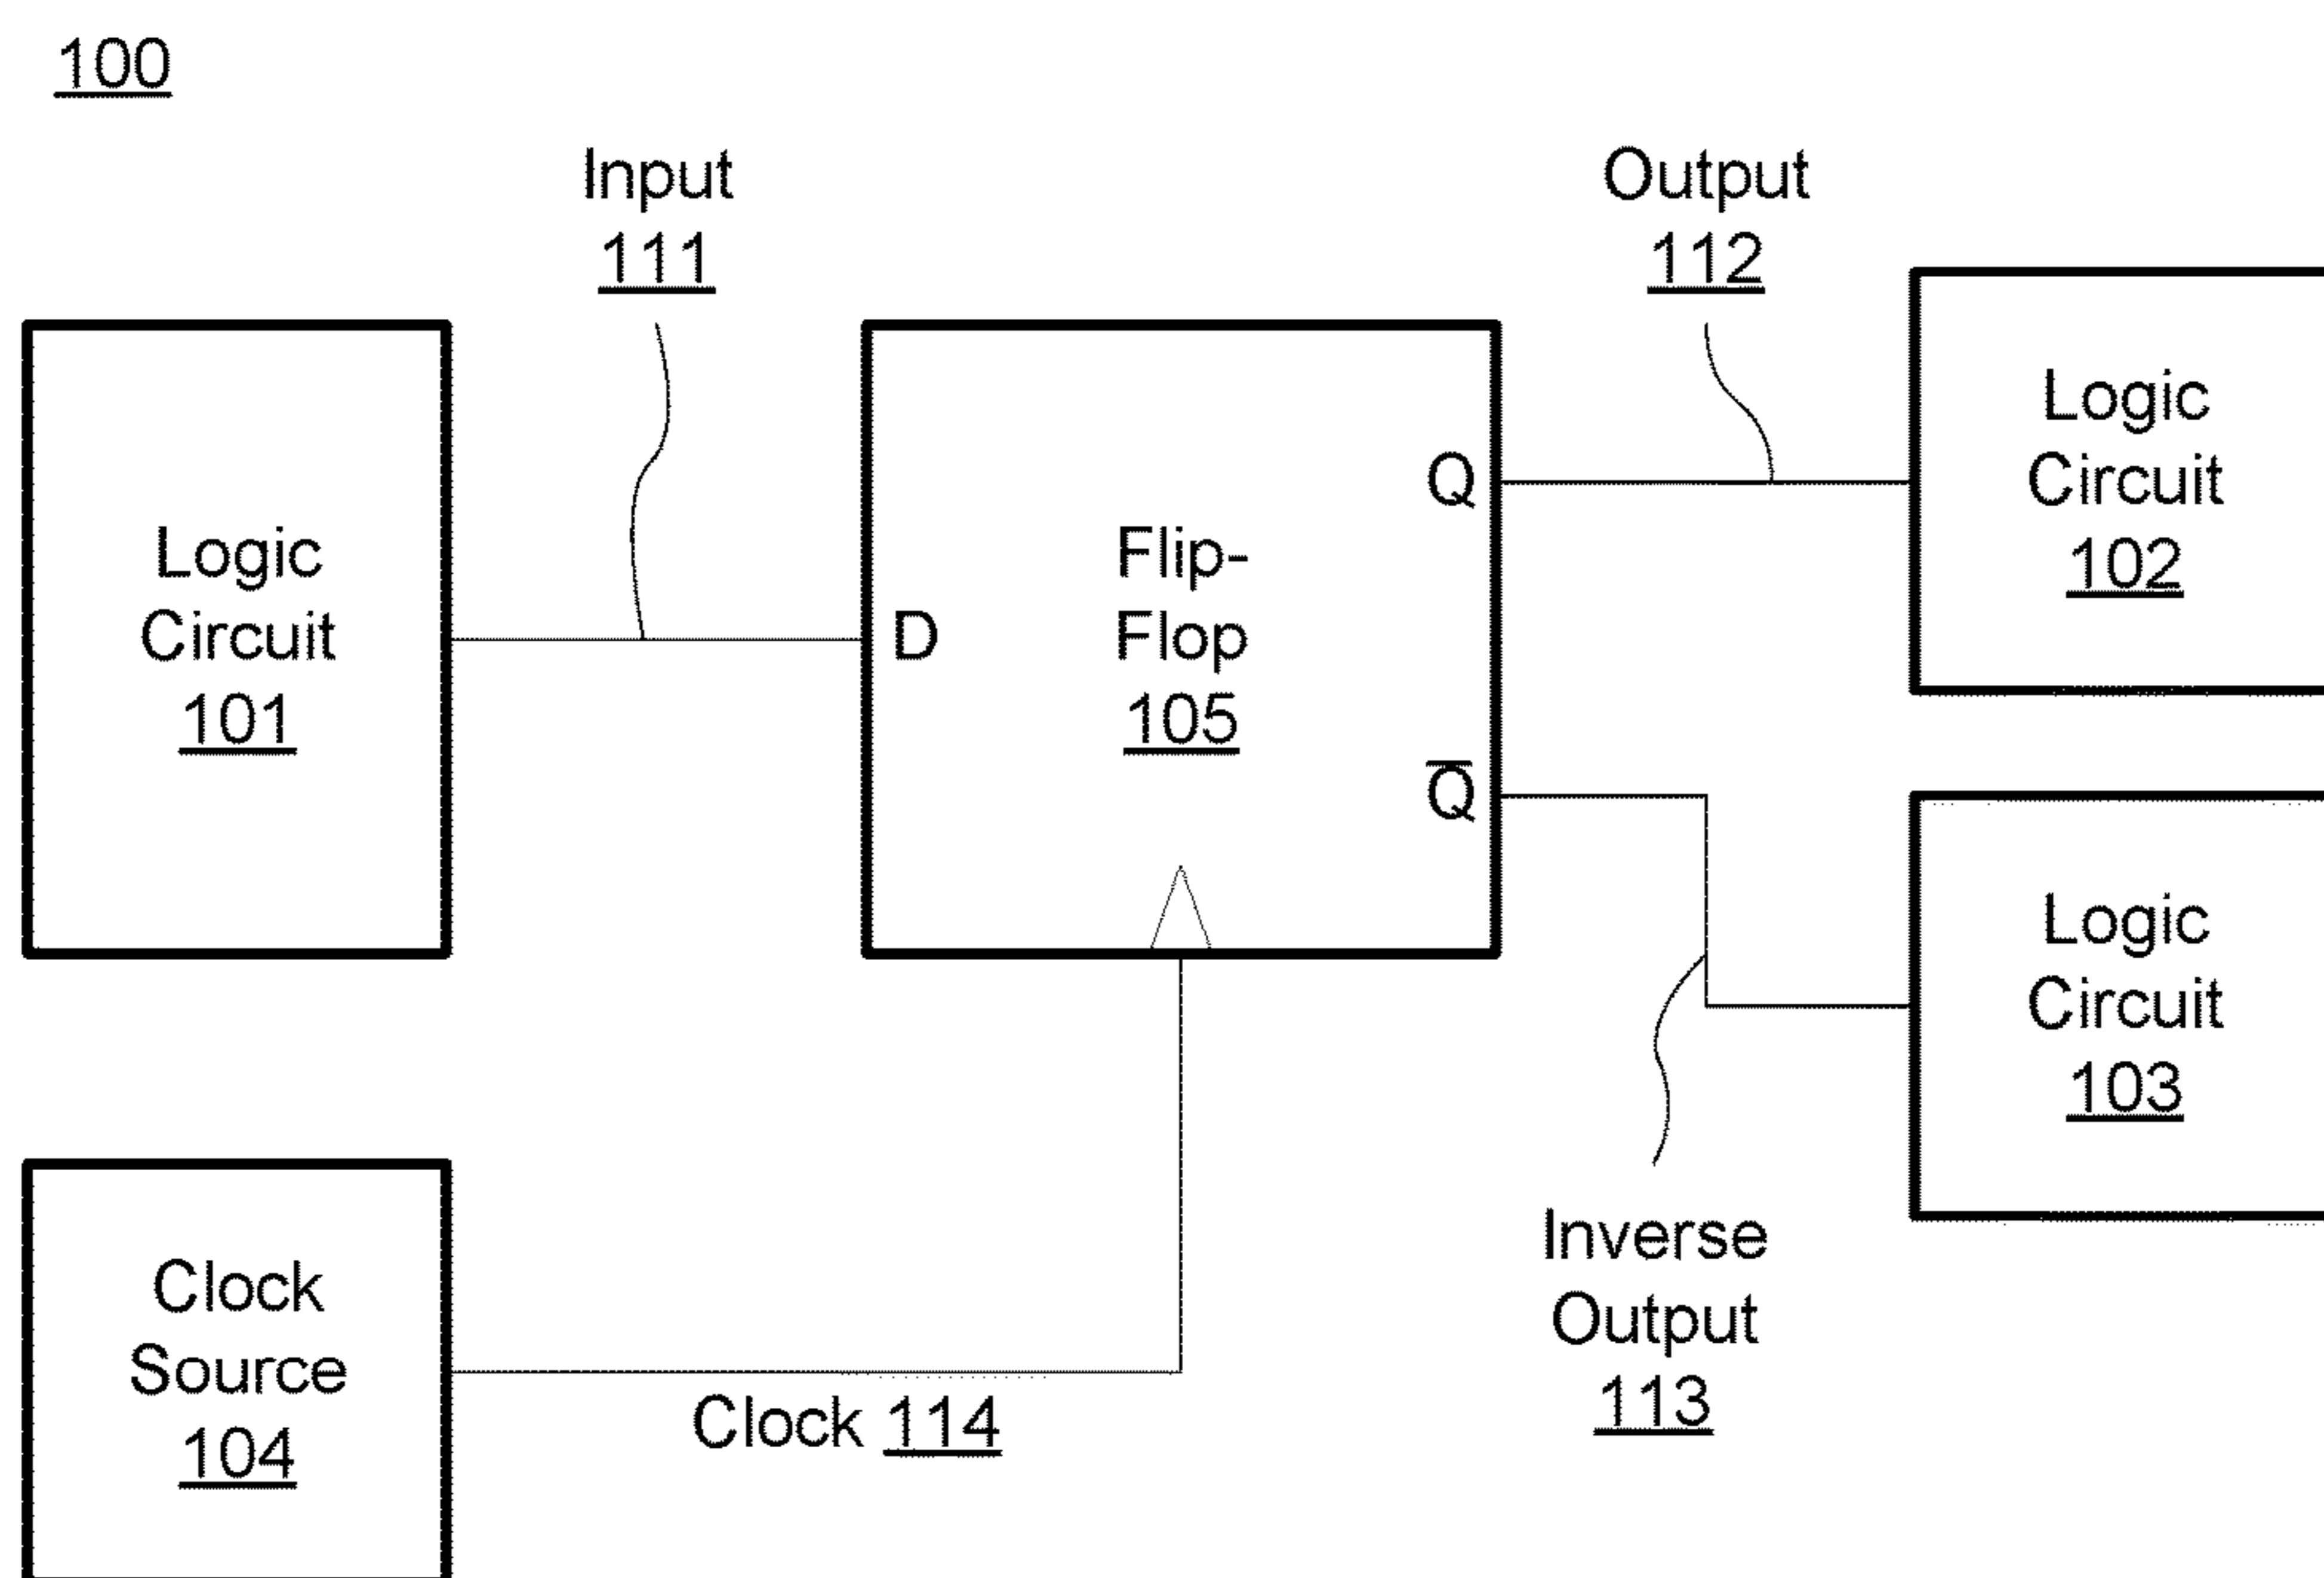 100
Input
111
Output
112
Logic
Circuit
101
D
Flip-
Flop
105
Q
Q̅
Logic
Circuit
102
Logic
Circuit
103
Clock
Source
104
Clock 114
Inverse
Output
113